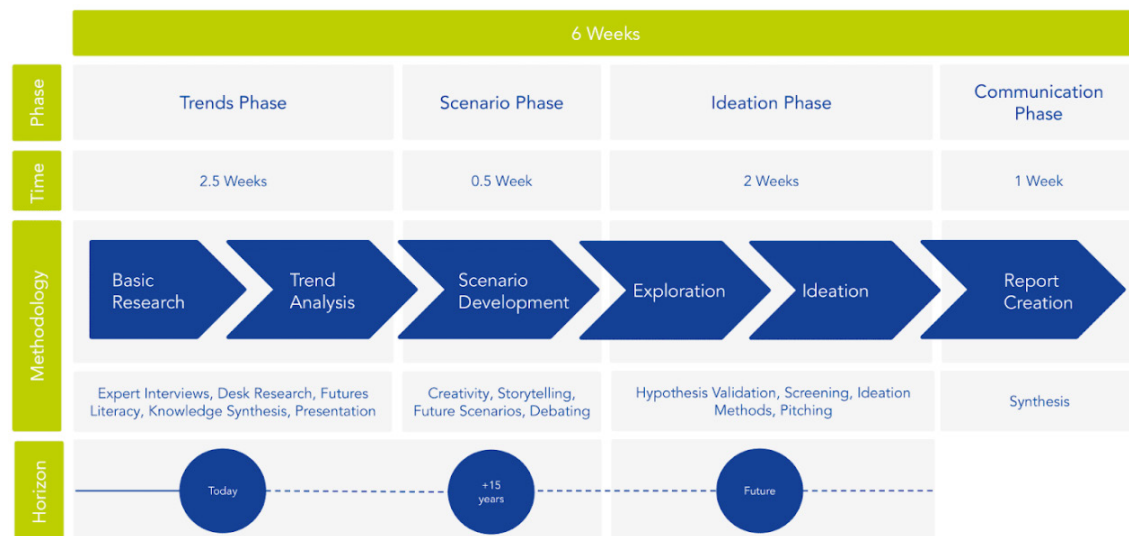 6 Weeks
Phase
Trends Phase
Scenario Phase
Ideation Phase
Communication
Phase
Time
2.5 Weeks
0.5 Week
2 Weeks
1 Week
Methodology
Basic
Research
Trend
Analysis
Scenario
Development
Exploration
Ideation
Report
Creation
Expert Interviews, Desk Research, Futures
Literacy, Knowledge Synthesis, Presentation
Creativity, Storytelling,
Future Scenarios, Debating
Hypothesis Validation, Screening, Ideation
Methods, Pitching
Synthesis
Horizon
Today
+15
years
Future